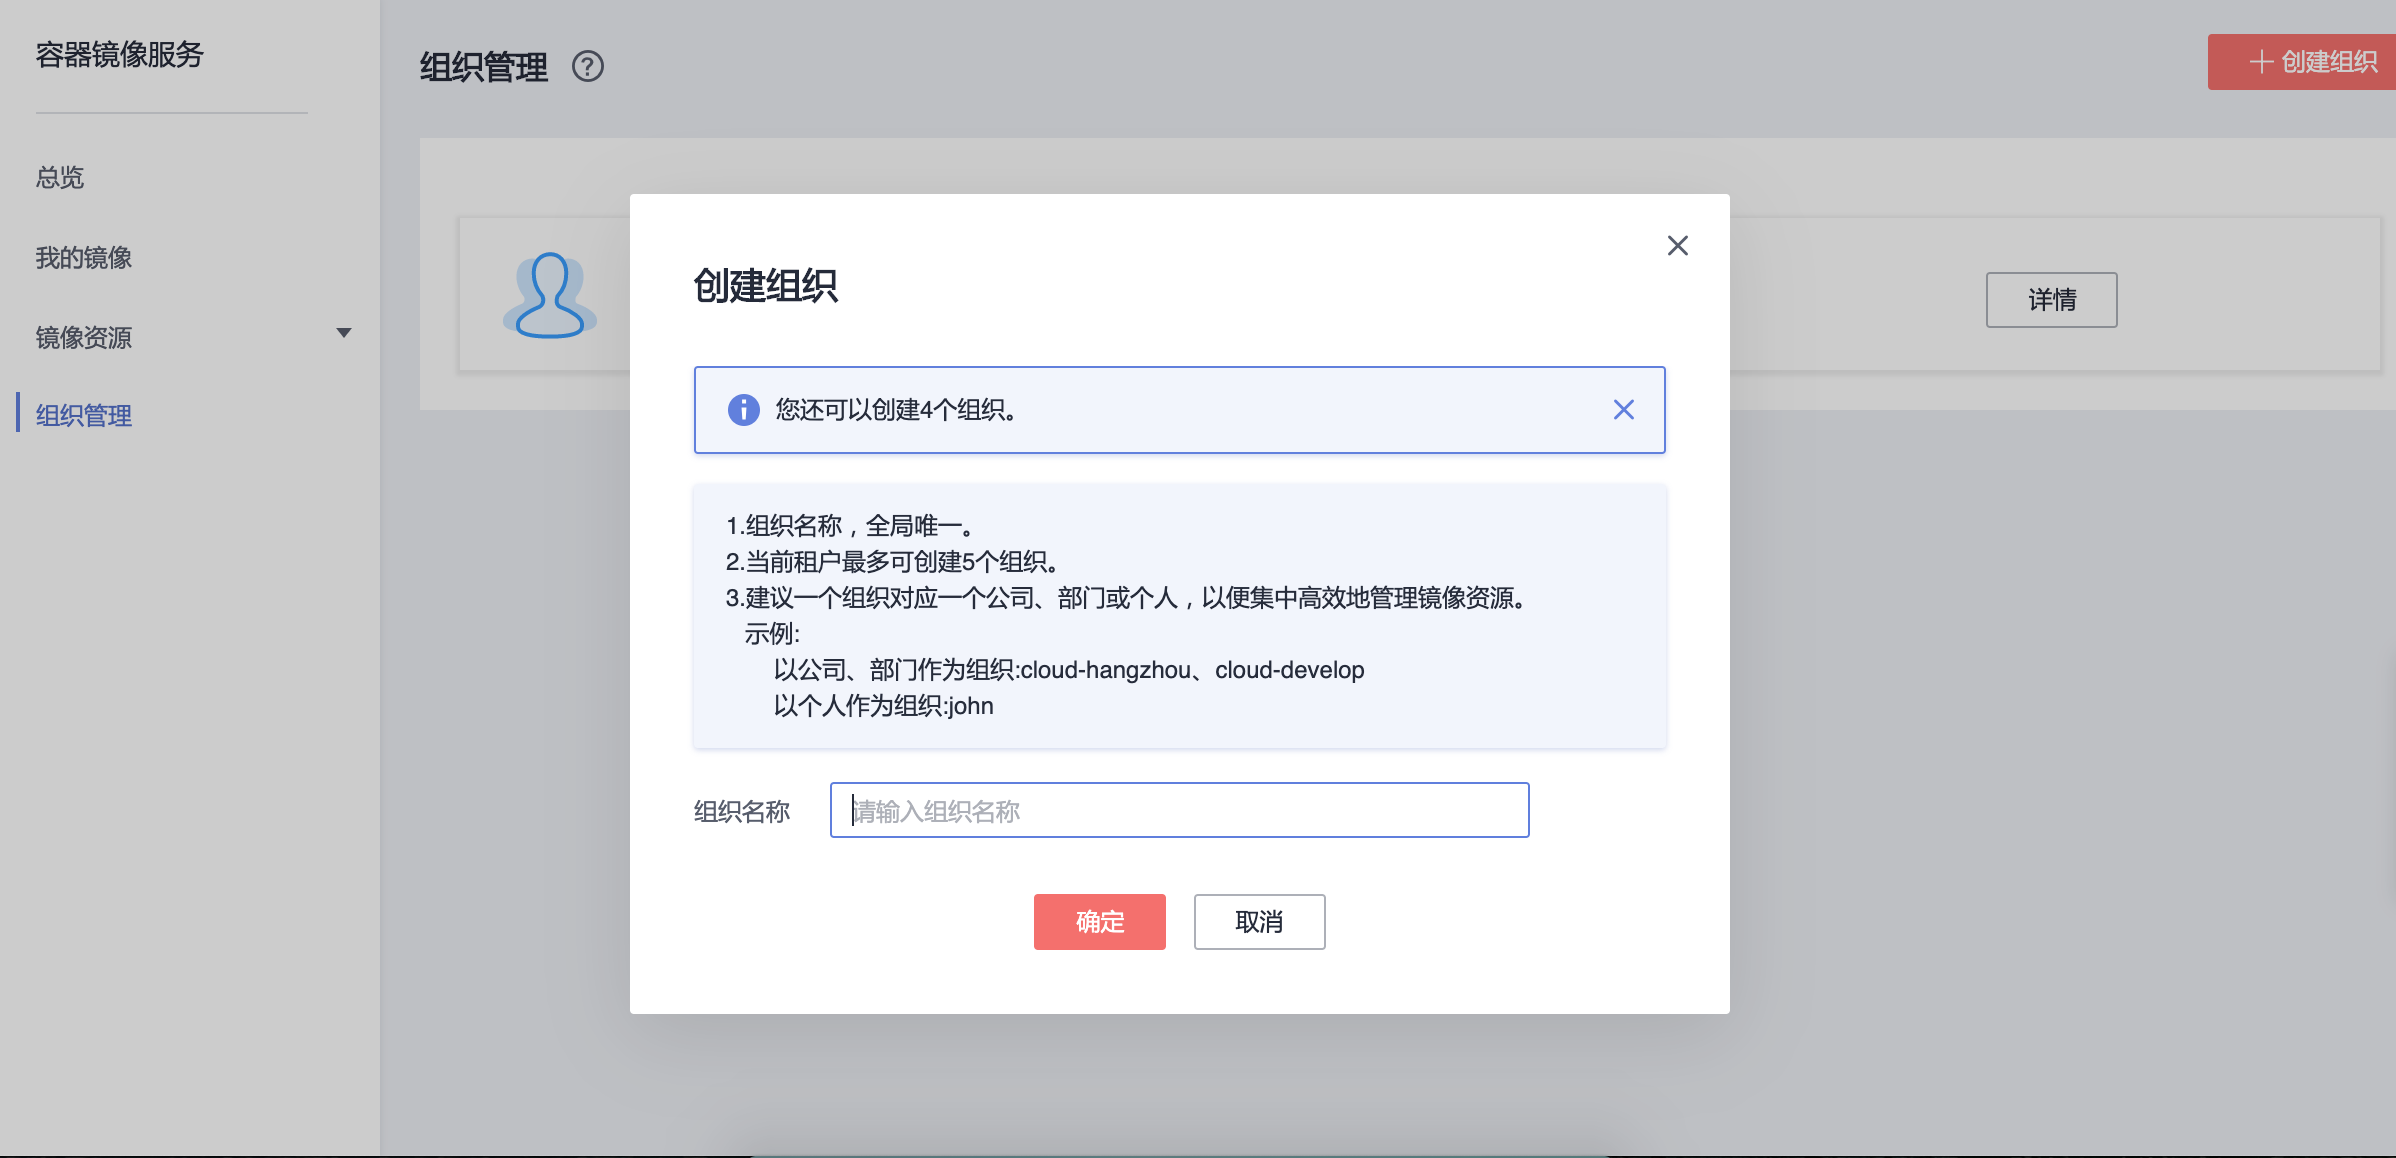 容器镜像服务
总览
我的镜像
镜像资源
组织管理
组织管理 ?
创建组织
详情
创建组织
您还可以创建4个组织。
1.组织名称，全局唯一。
2.当前租户最多可创建5个组织。
3.建议一个组织对应一个公司、部门或个人，以便集中高效地管理镜像资源。
示例:
以公司、部门作为组织:cloud-hangzhou、cloud-develop
以个人作为组织:john
组织名称 请输入组织名称
确定 取消